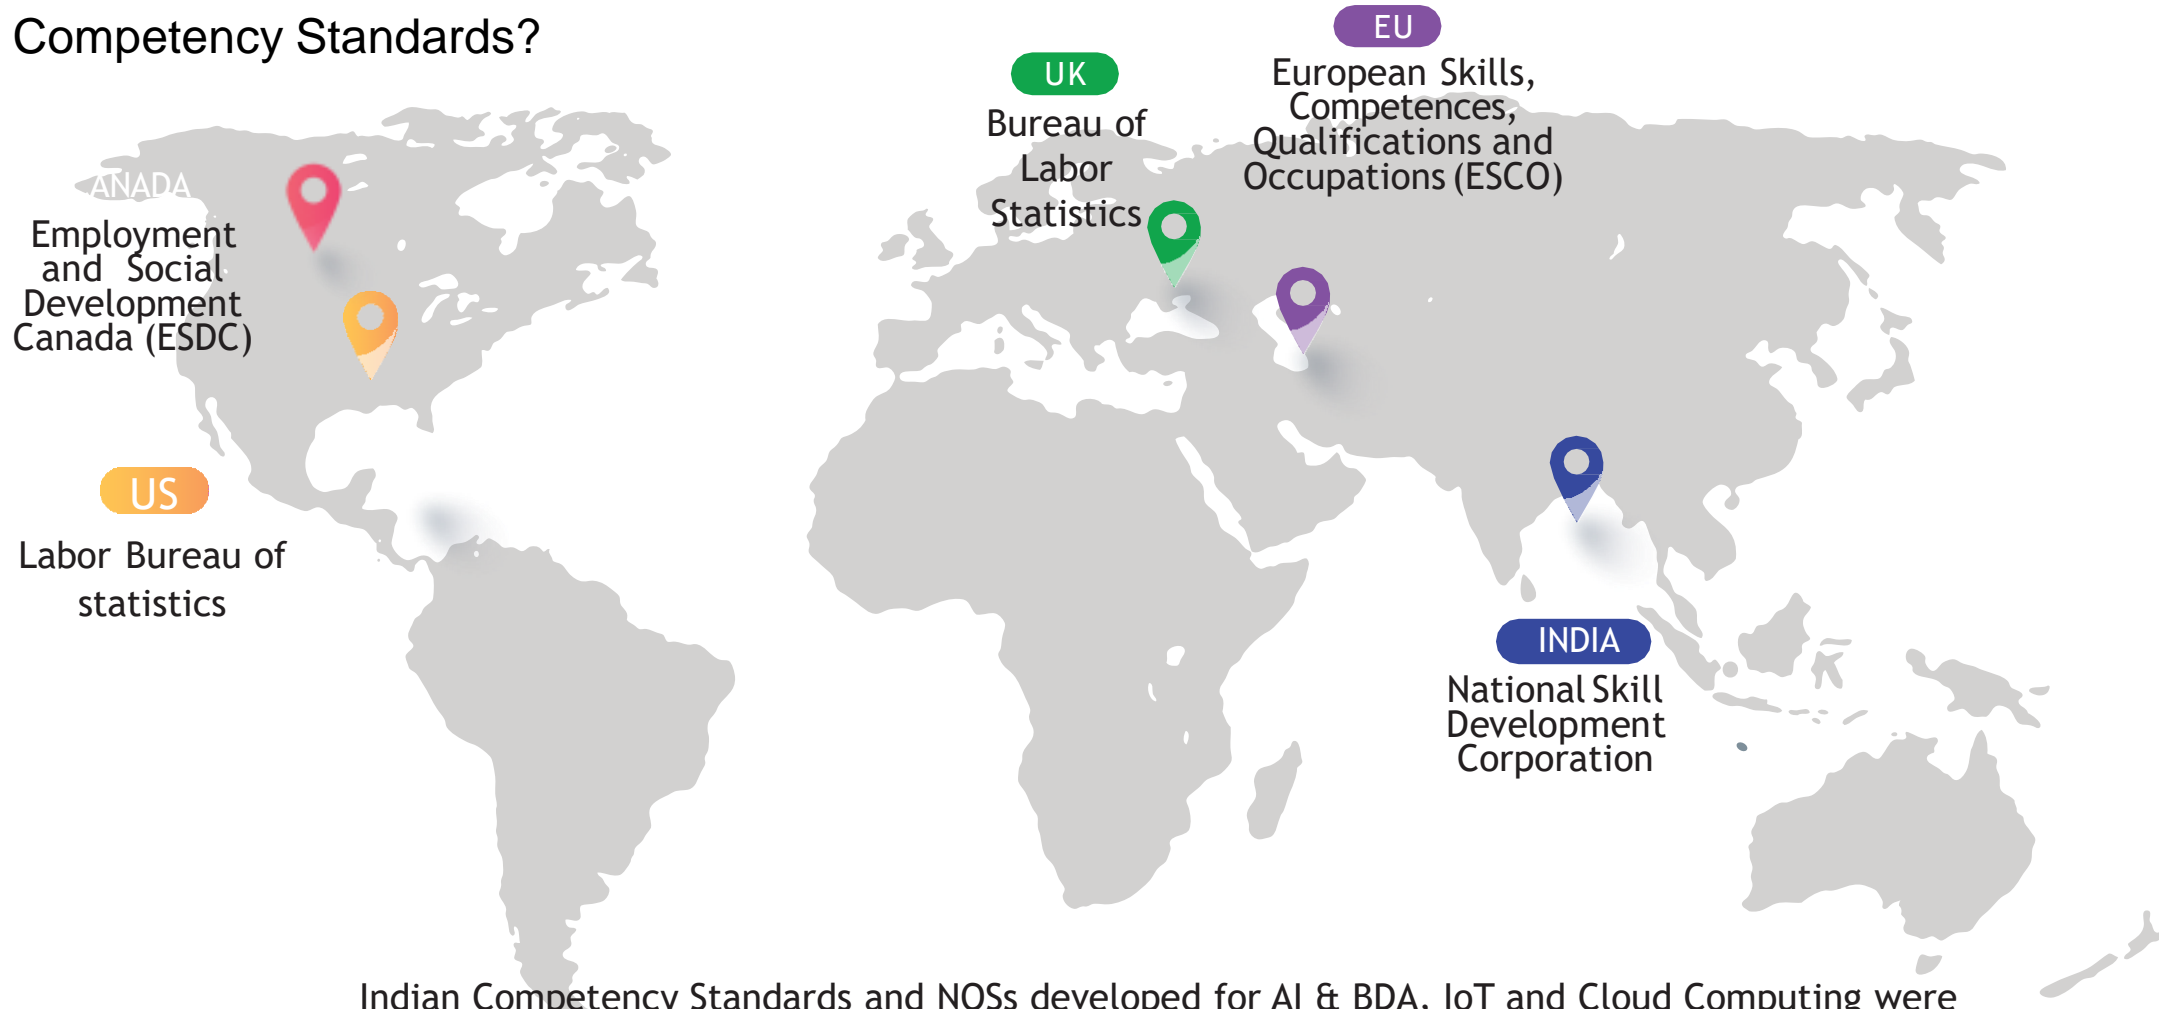 Competency Standards?
EU
European Skills,
Competences,
Qualifications and
Occupations (ESCO)
UK
Bureau of
Labor
Statistics
ANADA
Employment
and Social
Development
Canada (ESDC)
US
Labor Bureau of
statistics
INDIA
National Skill
Development
Corporation
Indian Competency Standards and NOSs developed for AI & BDA, IoT and Cloud Computing were